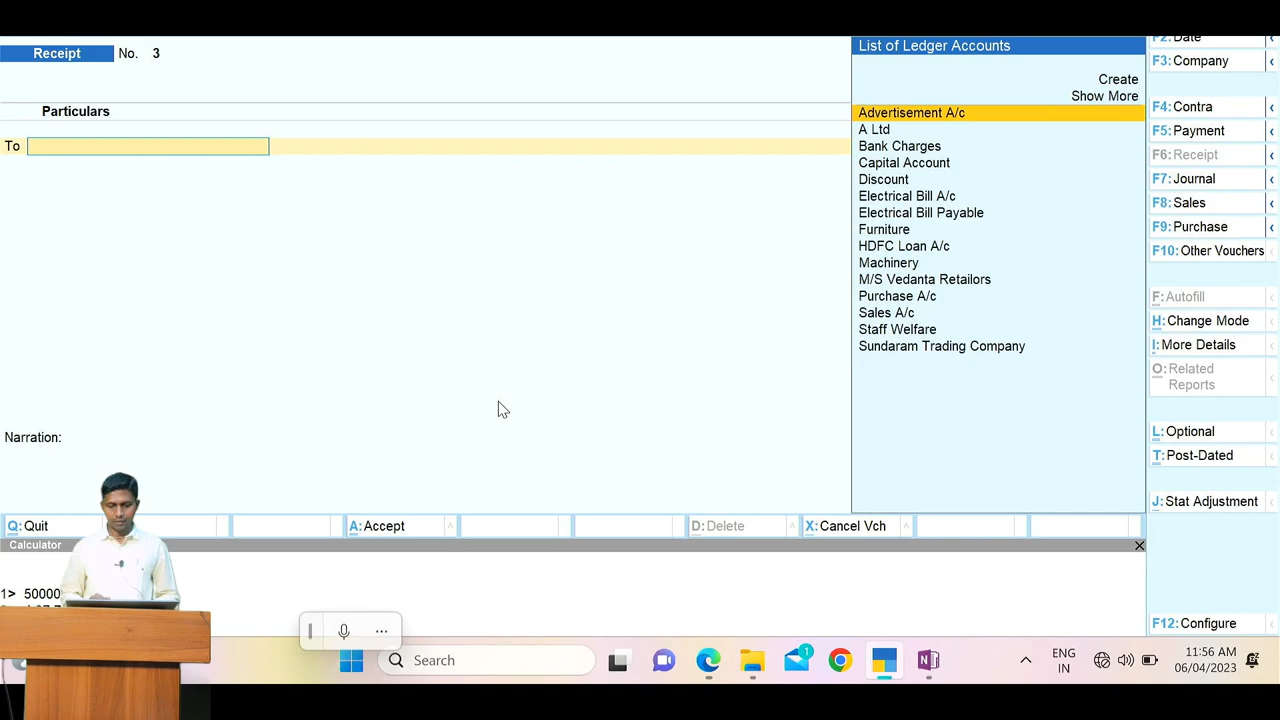 Receipt No. 3
Particulars
To
Narration:
List of Ledger Accounts
Create
Show More
Advertisement A/c
A Ltd
Bank Charges
Capital Account
Discount
Electrical Bill A/c
Electrical Bill Payable
Furniture
HDFC Loan A/c
Machinery
M/S Vedanta Retailors
Purchase A/c
Sales A/c
Staff Welfare
Sundaram Trading Company
F2: Date
F3: Company
F4: Contra
F5: Payment
F6: Receipt
F7: Journal
F8: Sales
F9: Purchase
F10: Other Vouchers
F: Autofill
H: Change Mode
I: More Details
O: Related
Reports
L: Optional
T: Post-Dated
J: Stat Adjustment
F12: Configure
Q: Quit
A: Accept
D: Delete
X: Cancel Vch
Calculator
1> 50000
Search
1
ENG
IN
11:56 AM
06/04/2023